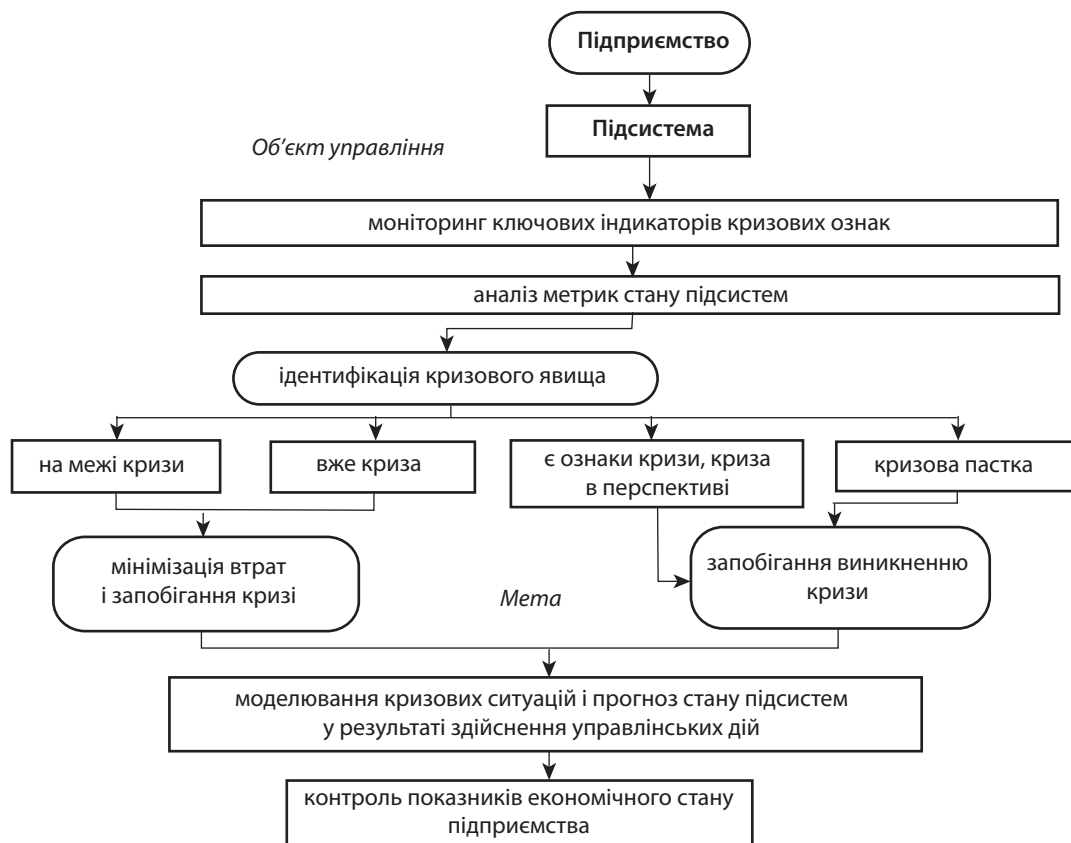 Підприємство
Підсистема
Об’єкт управління
моніторинг ключових індикаторів кризових ознак
аналіз метрик стану підсистем
ідентифікація кризового явища
на межі кризи
вже криза
є ознаки кризи, криза
в перспективі
кризова пастка
мінімізація втрат
і запобігання кризі
Мета
запобігання виникненню
кризи
моделювання кризових ситуацій і прогноз стану підсистем
у результаті здійснення управлінських дій
контроль показників економічного стану
підприємства